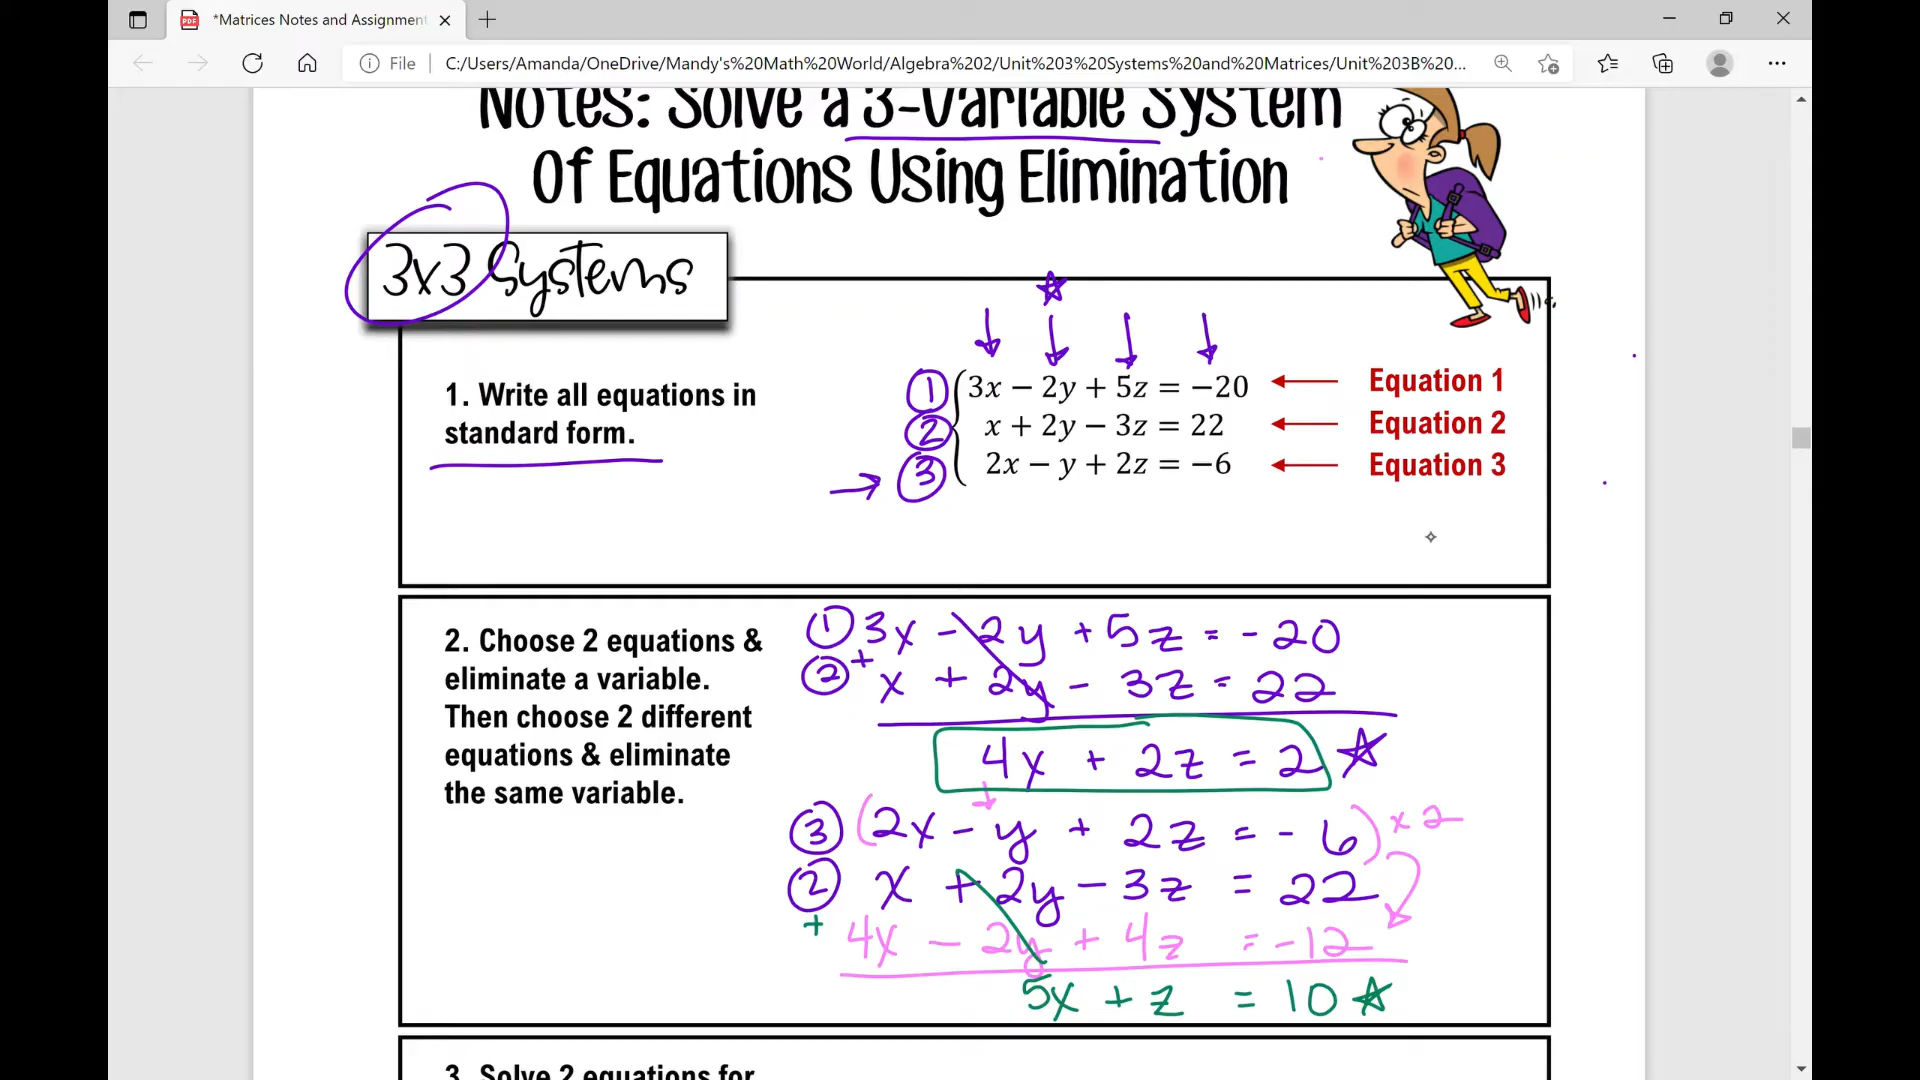 *Matrices Notes and Assignment
File
C:/Users/Amanda/OneDrive/Mandy's%20Math%20World/Algebra%202/Unit%203%20Systems%20and%20Matrices/Unit%203B%20...
Notes: Solve a 3-Variable System
Of Equations Using Elimination
3x3 Systems
1. Write all equations in
standard form.
① 3x − 2y + 5z = −20 Equation 1
② x + 2y − 3z = 22 Equation 2
③ 2x − y + 2z = −6 Equation 3
2. Choose 2 equations &
eliminate a variable.
Then choose 2 different
equations & eliminate
the same variable.
① 3x - 2y + 5z = -20
② + x + 2y - 3z = 22
4x + 2z = 2 ☆
③ (2x - y + 2z = -6) x 2
② x + 2y - 3z = 22
+ 4x - 2y + 4z = -12
5x + z = 10 ☆
3. Solve 2 equations for